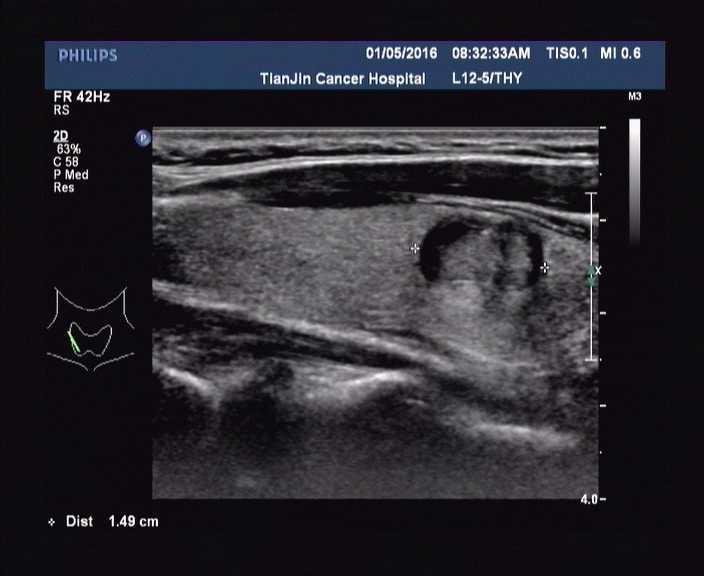 PHILIPS 01/05/2016 08:32:33AM TIS0.1 MI 0.6
TianJin Cancer Hospital L12-5/THY
FR 42Hz
RS
M3
2D
63%
C 58
P Med
Res
P
X
4.0
Dist 1.49 cm